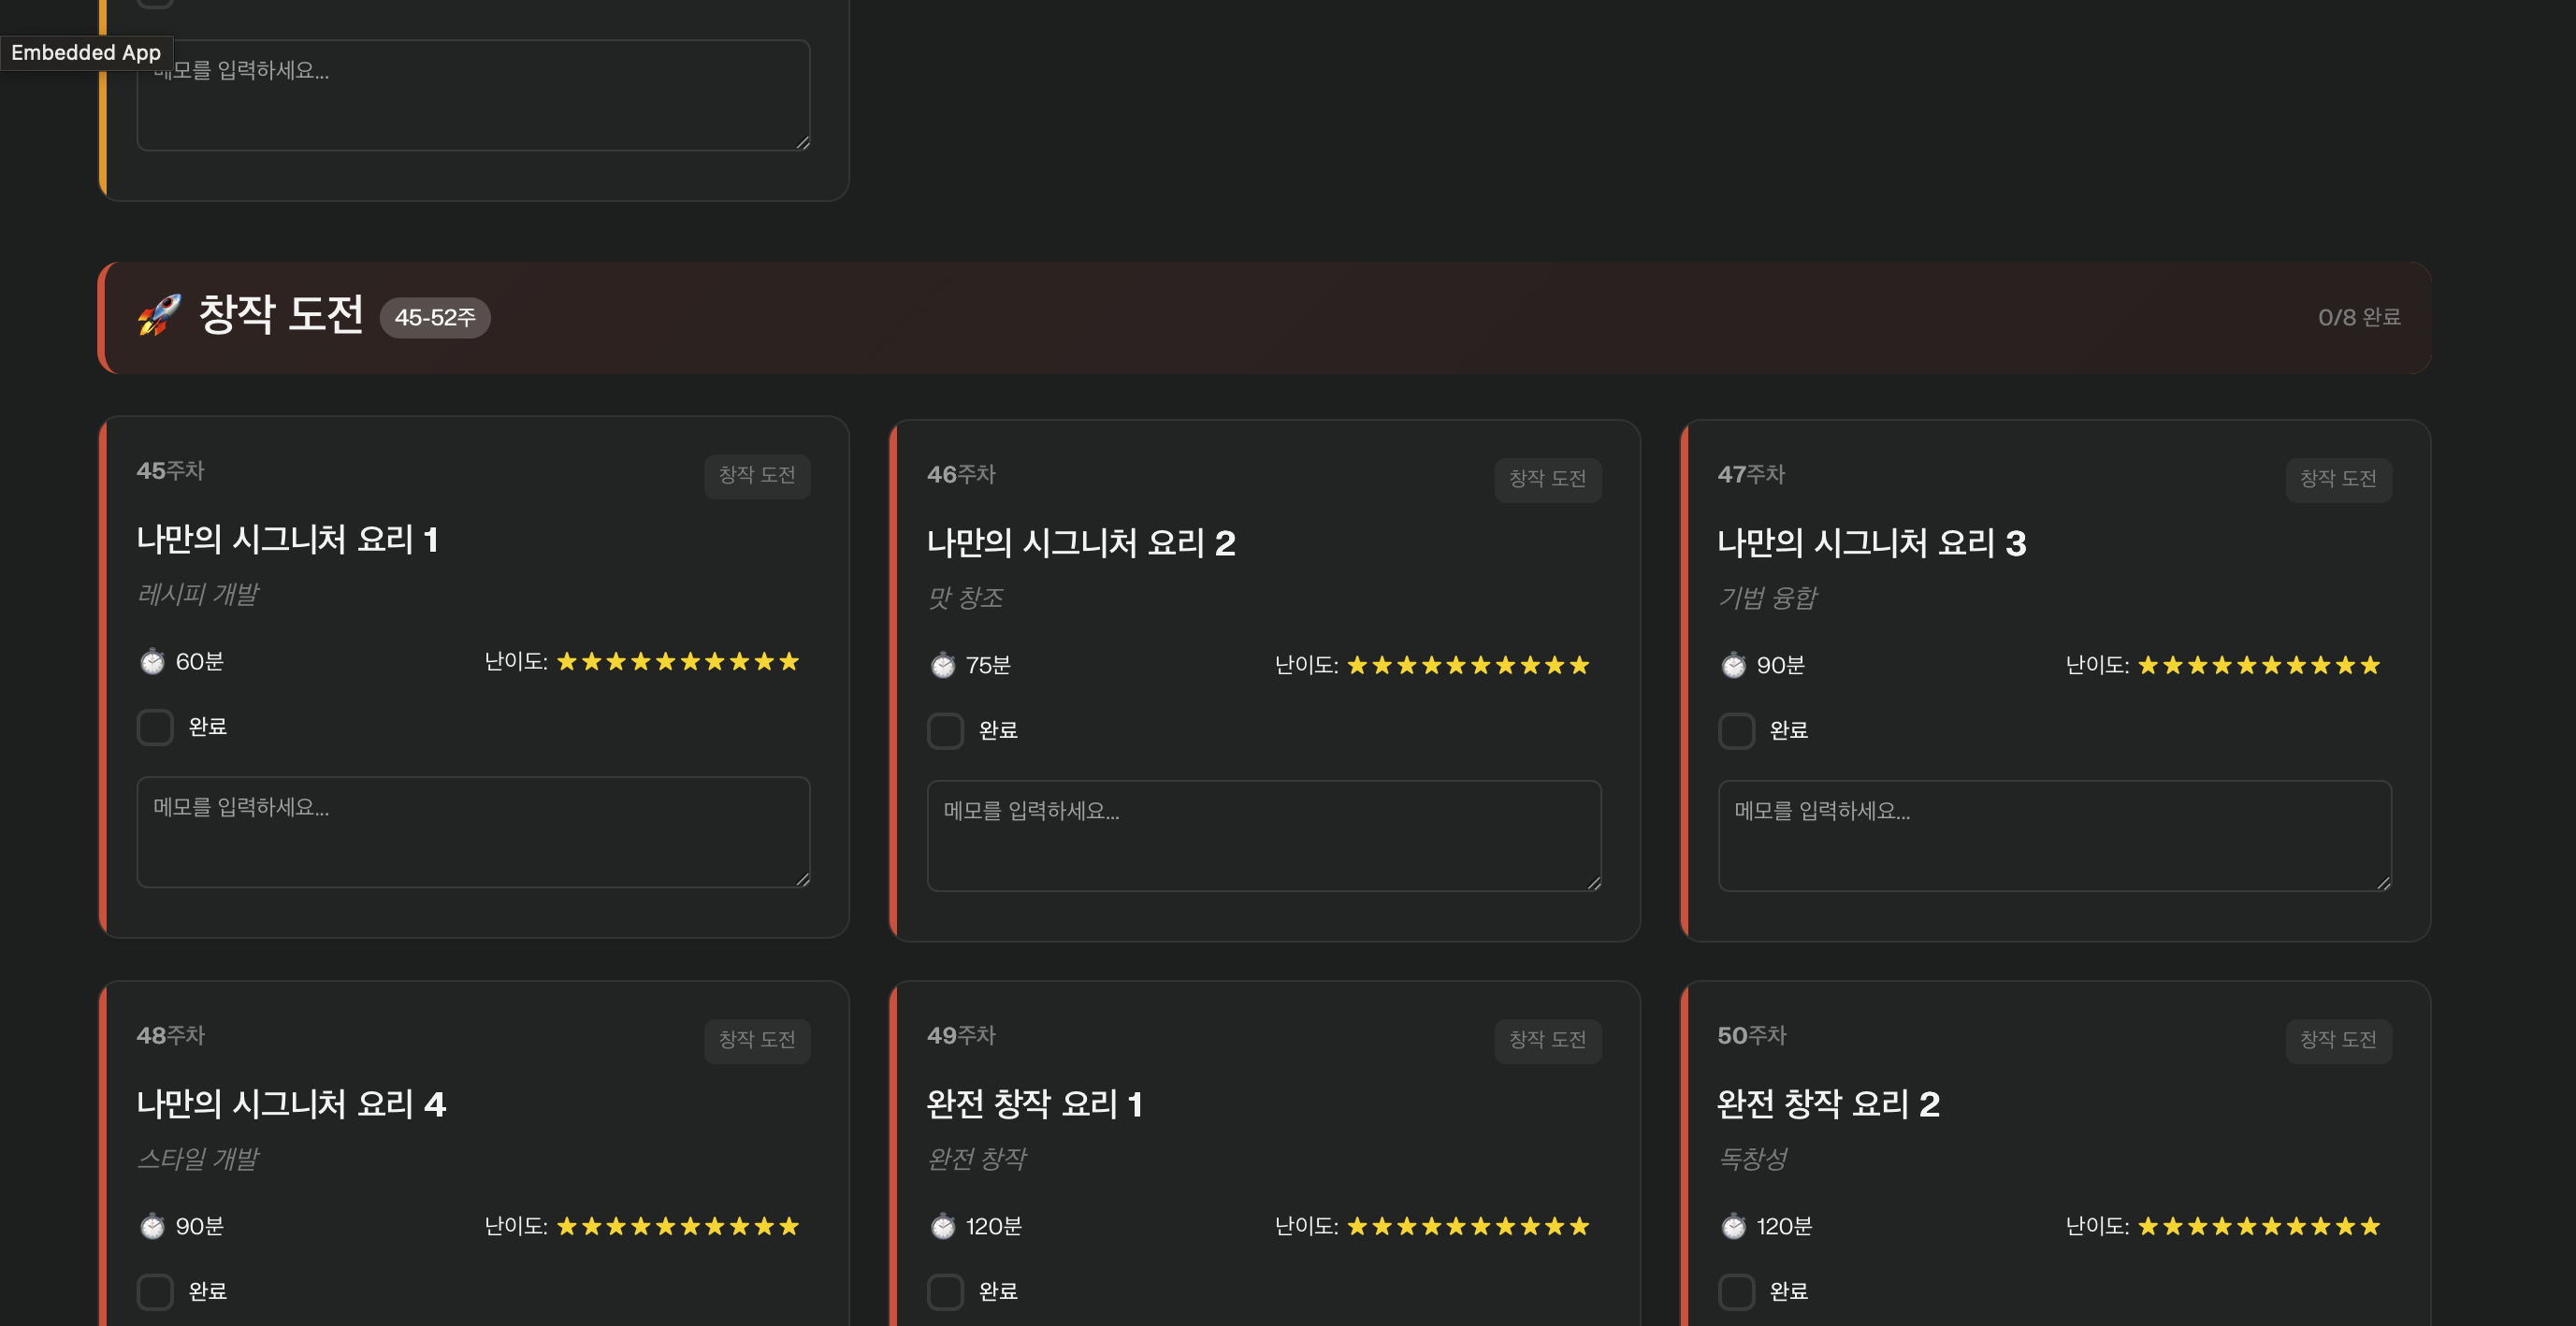 Embedded App
메모를 입력하세요...
🚀 창작 도전 45-52주
0/8 완료
45주차 창작 도전
나만의 시그니처 요리 1
레시피 개발
⏱️ 60분 난이도: ⭐⭐⭐⭐⭐⭐⭐⭐⭐⭐
완료
메모를 입력하세요...
46주차 창작 도전
나만의 시그니처 요리 2
맛 창조
⏱️ 75분 난이도: ⭐⭐⭐⭐⭐⭐⭐⭐⭐⭐
완료
메모를 입력하세요...
47주차 창작 도전
나만의 시그니처 요리 3
기법 융합
⏱️ 90분 난이도: ⭐⭐⭐⭐⭐⭐⭐⭐⭐⭐
완료
메모를 입력하세요...
48주차 창작 도전
나만의 시그니처 요리 4
스타일 개발
⏱️ 90분 난이도: ⭐⭐⭐⭐⭐⭐⭐⭐⭐⭐
완료
49주차 창작 도전
완전 창작 요리 1
완전 창작
⏱️ 120분 난이도: ⭐⭐⭐⭐⭐⭐⭐⭐⭐⭐
완료
50주차 창작 도전
완전 창작 요리 2
독창성
⏱️ 120분 난이도: ⭐⭐⭐⭐⭐⭐⭐⭐⭐⭐
완료